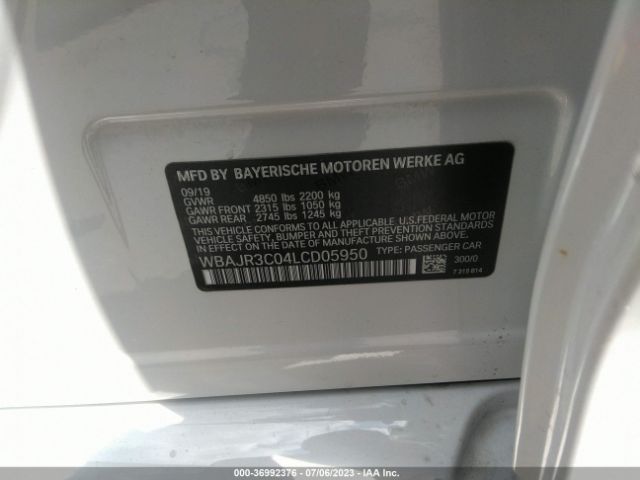 MFD BY BAYERISCHE MOTOREN WERKE AG
09/19
GVWR 4850 lbs 2200 kg
GAWR FRONT 2315 lbs 1050 kg
GAWR REAR 2745 lbs 1245 kg
THIS VEHICLE CONFORMS TO ALL APPLICABLE U.S.FEDERAL MOTOR
VEHICLE SAFETY, BUMPER, AND THEFT PREVENTION STANDARDS IN
EFFECT ON THE DATE OF MANUFACTURE SHOWN ABOVE.
WBAJR3C04LCD05950 TYPE: PASSENGER CAR
300/0
7 310 814
000-36992376 - 07/06/2023 - IAA Inc.